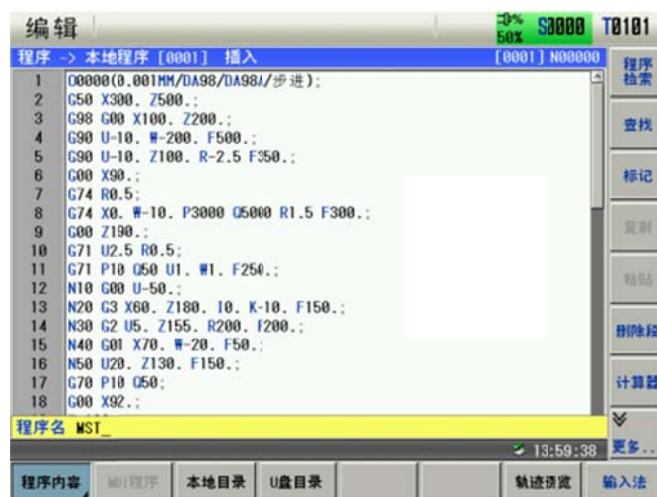 编辑
0%
50%
S0000
T0101
程序 -> 本地程序 [0001] 插入
[0001] N00000
1 O0000(0.001MM/DA98/DA98A/步进);
2 G50 X300. Z500.;
3 G98 G00 X100. Z200.;
4 G90 U-10. W-200. F500.;
5 G90 U-10. Z100. R-2.5 F350.;
6 G00 X90.;
7 G74 R0.5;
8 G74 X0. W-10. P3000 Q5000 R1.5 F300.;
9 G00 Z190.;
10 G71 U2.5 R0.5;
11 G71 P10 Q50 U1. W1. F250.;
12 N10 G00 U-50.;
13 N20 G3 X60. Z180. I0. K-10. F150.;
14 N30 G2 U5. Z155. R200. F200.;
15 N40 G01 X70. W-20. F50.;
16 N50 U20. Z130. F150.;
17 G70 P10 Q50;
18 G00 X92.;
程序名 MST_
13:59:38
程序检索
查找
标记
复制
粘贴
删除段
计算器
更多..
程序内容
MDI程序
本地目录
U盘目录
轨迹预览
输入法